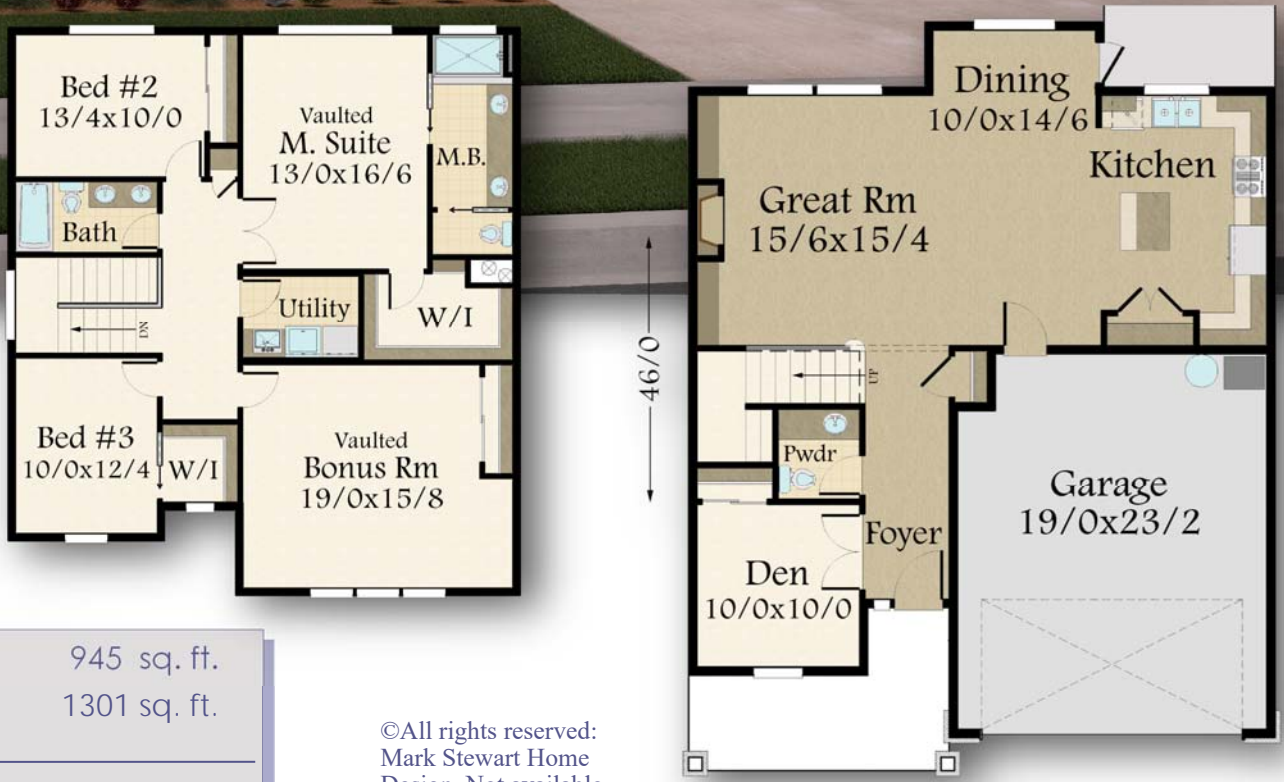 Bed #2
13/4x10/0
Vaulted
M. Suite
13/0x16/6
M.B.
Bath
Utility
W/I
DN
Bed #3
10/0x12/4
W/I
Vaulted
Bonus Rm
19/0x15/8
46/0
Dining
10/0x14/6
Kitchen
Great Rm
15/6x15/4
UP
Pwdr
Foyer
Den
10/0x10/0
Garage
19/0x23/2
945 sq. ft.
1301 sq. ft.
©All rights reserved:
Mark Stewart Home
Design. Not available